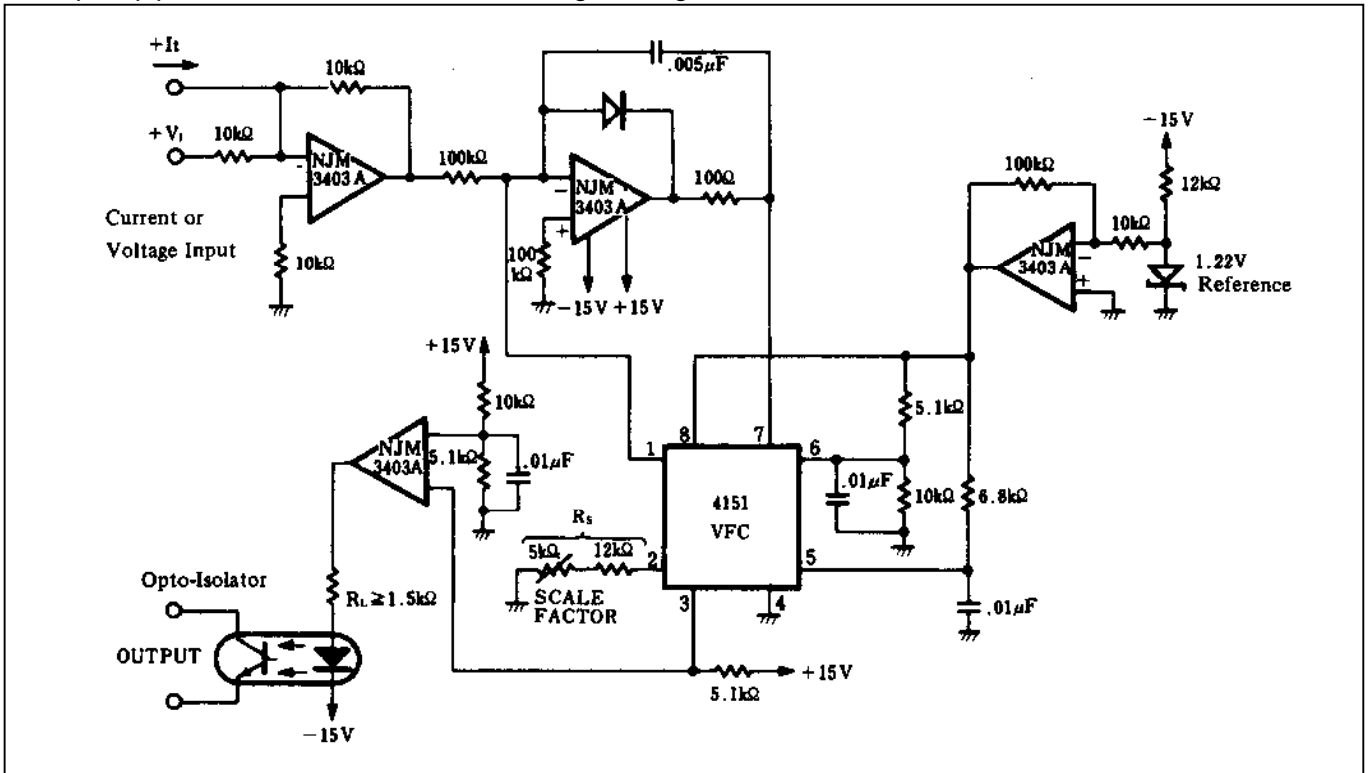 +It
10kΩ
.005μF
+V₁
10kΩ
-
NJM
3403A
100kΩ
-
NJM
3403A
+
100Ω
-15V
100kΩ
12kΩ
10kΩ
NJM
3403A
-
+
1.22V
Reference
Current or
Voltage Input
10kΩ
100
kΩ
-15V
+15V
+15V
10kΩ
NJM
3403A
5.1kΩ
.01μF
8
7
1
6
5.1kΩ
.01μF
10kΩ
6.8kΩ
4151
VFC
Rs
5kΩ
12kΩ
2
5
SCALE
FACTOR
3
4
.01μF
Opto-Isolator
RL≧1.5kΩ
OUTPUT
5.1kΩ
+15V
-15V